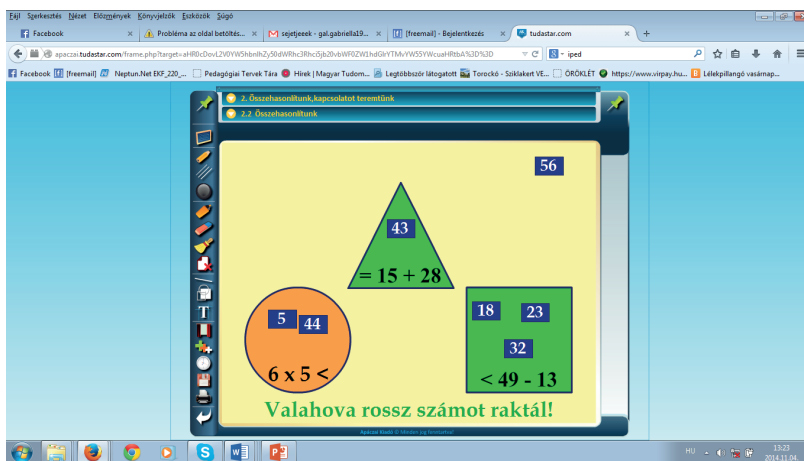 Fájl Szerkesztés Nézet Előzmények Könyvjelzők Eszközök Súgó
Facebook × Probléma az oldal betöltés... × sejetjeeek - gal.gabriella19... × [freemail] - Bejelentkezés × tudastar.com × +
apaczai.tudastar.com/frame.php?target=
iped
Facebook [freemail] Neptun.Net EKF_220_... Pedagógiai Tervek Tára Hírek | Magyar Tudom... Legtöbbször látogatott Torockó - Sziklakert VE... ÖRÖKLÉT https://www.virpay.hu... Lélekpillangó vasárnap...
2. Összehasonlítunk,kapcsolatot teremtünk
2.2 Összehasonlítunk
56
43
= 15 + 28
5 44
6 x 5 <
18 23
32
< 49 - 13
Valahova rossz számot raktál!
T
Apáczai Kiadó © Minden jog fenntartva!
HU 13:23
2014.11.04.